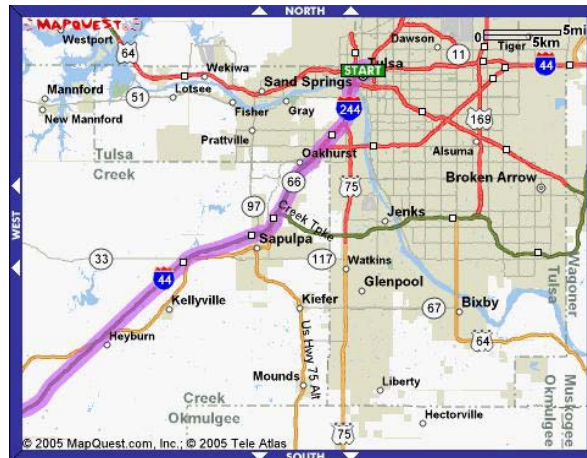 NORTH
MAPQUEST
Westport
64
Dawson
11
Tiger
5mi
5km
Wekiwa
Tulsa
START
44
Mannford
51
Lotsee
Sand Springs
New Mannford
Fisher
Gray
244
169
Prattville
Tulsa
Creek
Oakhurst
Alsuma
66
75
Broken Arrow
WEST
97
Creek Tpke
Jenks
Sapulpa
33
117
Watkins
44
Glenpool
Tulsa
Wagoner
Kellyville
Kiefer
67
Bixby
Heyburn
Us Hwy 75 Alt
64
Mounds
Liberty
Creek
Okmulgee
Hectorville
75
Muskogee
Okmulgee
© 2005 MapQuest.com, Inc.; © 2005 Tele Atlas
SOUTH